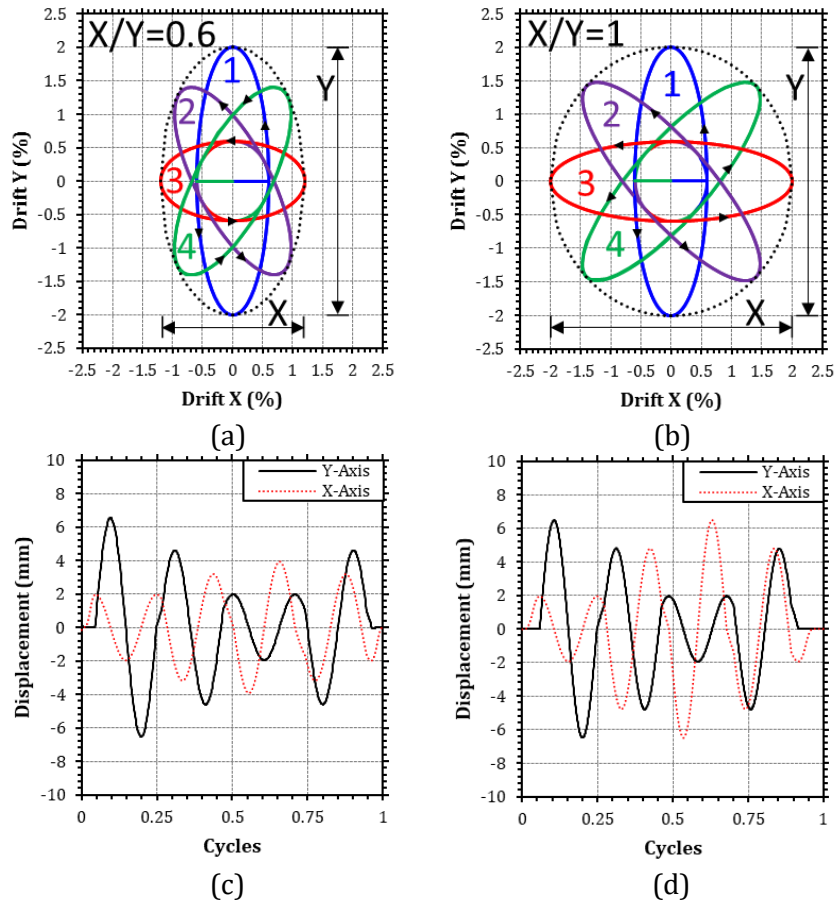 X/Y=0.6
1
2
3
4
Y
X
Drift Y (%)
2.5
2
1.5
1
0.5
0
-0.5
-1
-1.5
-2
-2.5
-2.5 -2 -1.5 -1 -0.5 0 0.5 1 1.5 2 2.5
Drift X (%)
(a)
X/Y=1
1
2
3
4
Y
X
Drift Y (%)
2.5
2
1.5
1
0.5
0
-0.5
-1
-1.5
-2
-2.5
-2.5 -2 -1.5 -1 -0.5 0 0.5 1 1.5 2 2.5
Drift X (%)
(b)
Y-Axis
X-Axis
Displacement (mm)
10
8
6
4
2
0
-2
-4
-6
-8
-10
0 0.25 0.5 0.75 1
Cycles
(c)
Y-Axis
X-Axis
Displacement (mm)
10
8
6
4
2
0
-2
-4
-6
-8
-10
0 0.25 0.5 0.75 1
Cycles
(d)